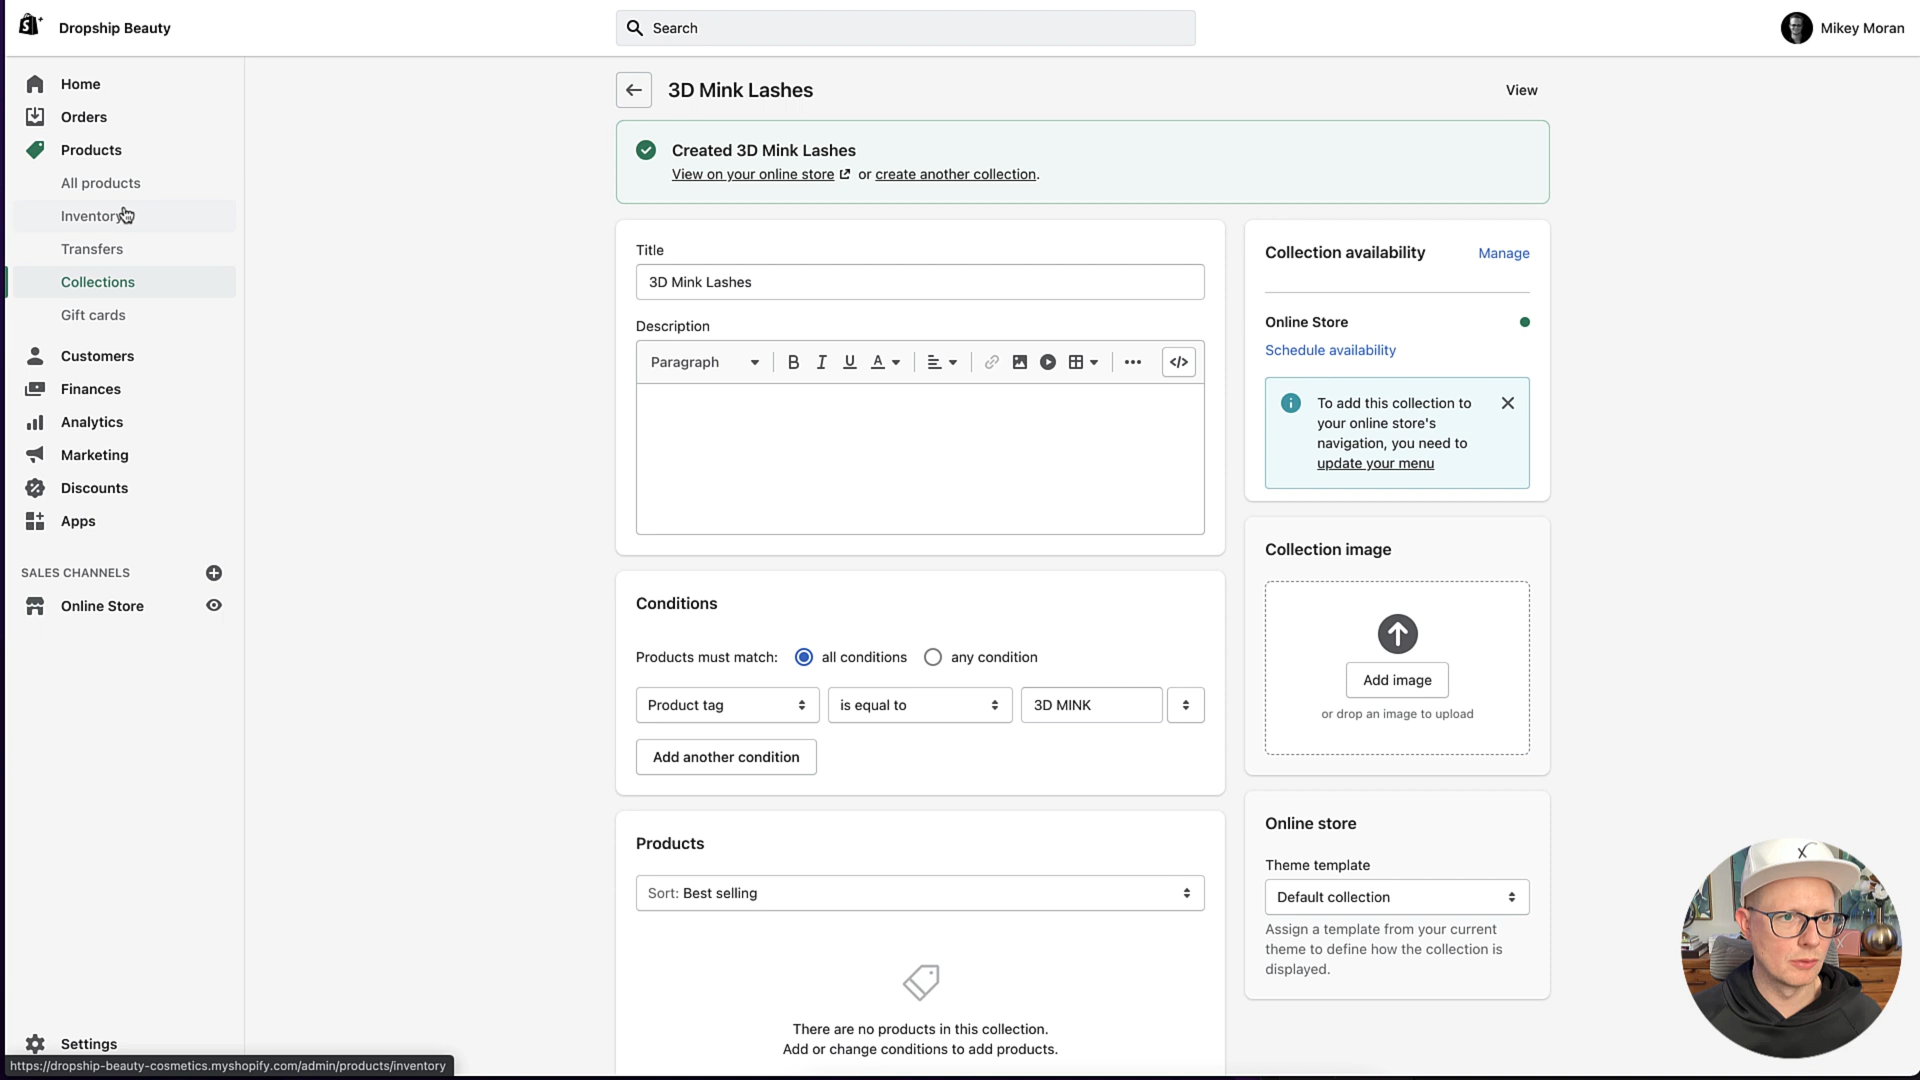 Dropship Beauty
Search
Mikey Moran
Home
Orders
Products
All products
Inventory
Transfers
Collections
Gift cards
Customers
Finances
Analytics
Marketing
Discounts
Apps
SALES CHANNELS
Online Store
Settings
https://dropship-beauty-cosmetics.myshopify.com/admin/products/inventory
3D Mink Lashes
View
Created 3D Mink Lashes
View on your online store or create another collection.
Title
3D Mink Lashes
Description
Paragraph
B I U A
</>
Conditions
Products must match: all conditions any condition
Product tag is equal to 3D MINK
Add another condition
Products
Sort: Best selling
There are no products in this collection.
Add or change conditions to add products.
Collection availability Manage
Online Store
Schedule availability
To add this collection to
your online store's
navigation, you need to
update your menu
Collection image
Add image
or drop an image to upload
Online store
Theme template
Default collection
Assign a template from your current
theme to define how the collection is
displayed.